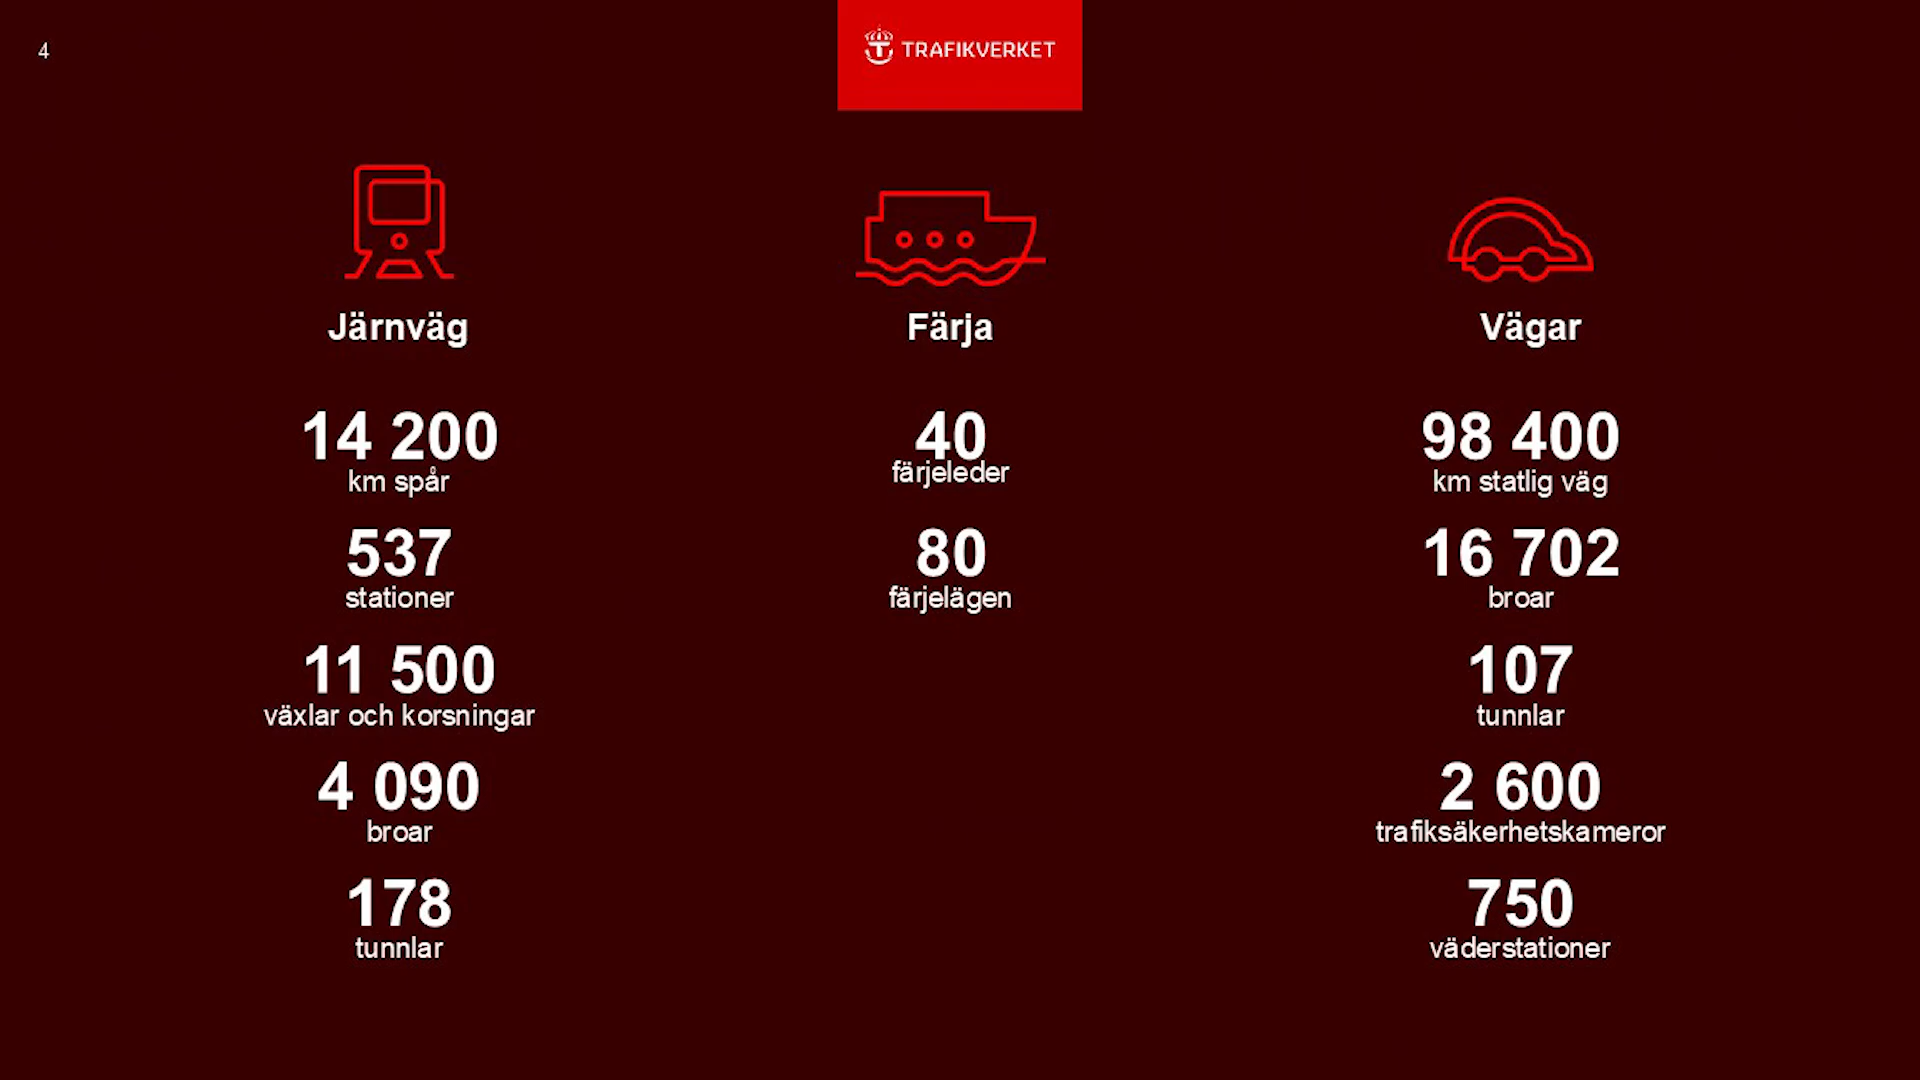 4
TRAFIKVERKET
Järnväg
14 200
km spår
537
stationer
11 500
växlar och korsningar
4 090
broar
178
tunnlar
Färja
40
färjeleder
80
färjelägen
Vägar
98 400
km statlig väg
16 702
broar
107
tunnlar
2 600
trafiksäkerhetskameror
750
väderstationer